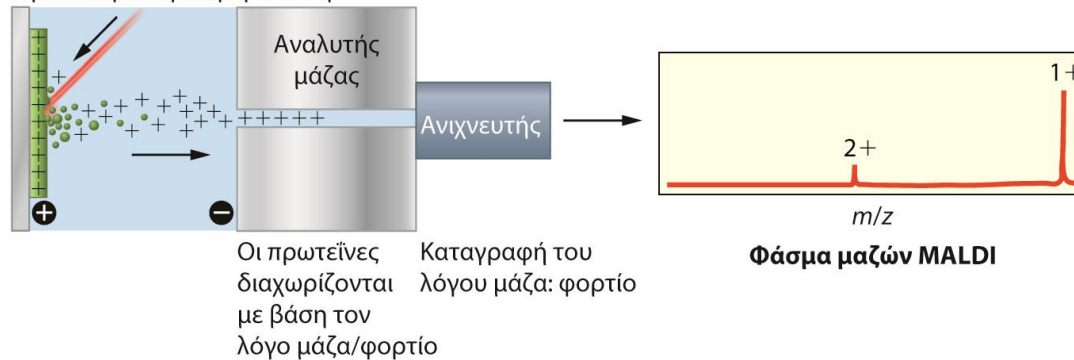 Αναλυτής
μάζας
Ανιχνευτής
1+
2+
m/z
Φάσμα μαζών MALDI
Οι πρωτεΐνες
διαχωρίζονται
με βάση τον
λόγο μάζα/φορτίο
Καταγραφή του
λόγου μάζα: φορτίο